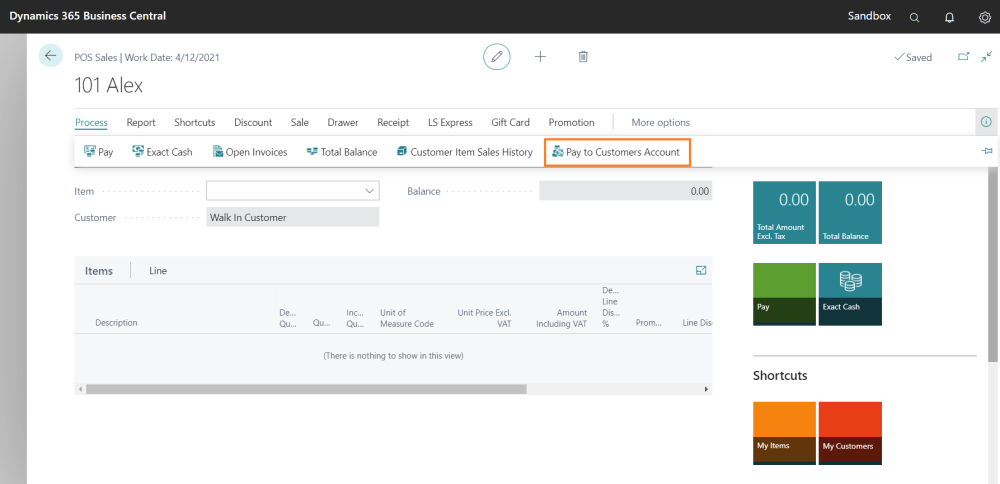 Dynamics 365 Business Central
Sandbox
POS Sales | Work Date: 4/12/2021
Saved
101 Alex
Process Report Shortcuts Discount Sale Drawer Receipt LS Express Gift Card Promotion More options
Pay Exact Cash Open Invoices Total Balance Customer Item Sales History Pay to Customers Account
Item
Balance 0.00
Customer Walk In Customer
0.00
Total Amount
Excl. Tax
0.00
Total Balance
Pay
Exact Cash
Items Line
Description
De...
Qu...
Qu...
Inc...
Qu...
Unit of
Measure Code
Unit Price Excl.
VAT
Amount
Including VAT
De...
Line
Dis...
%
Prom...
Line Disc
(There is nothing to show in this view)
Shortcuts
My Items
My Customers